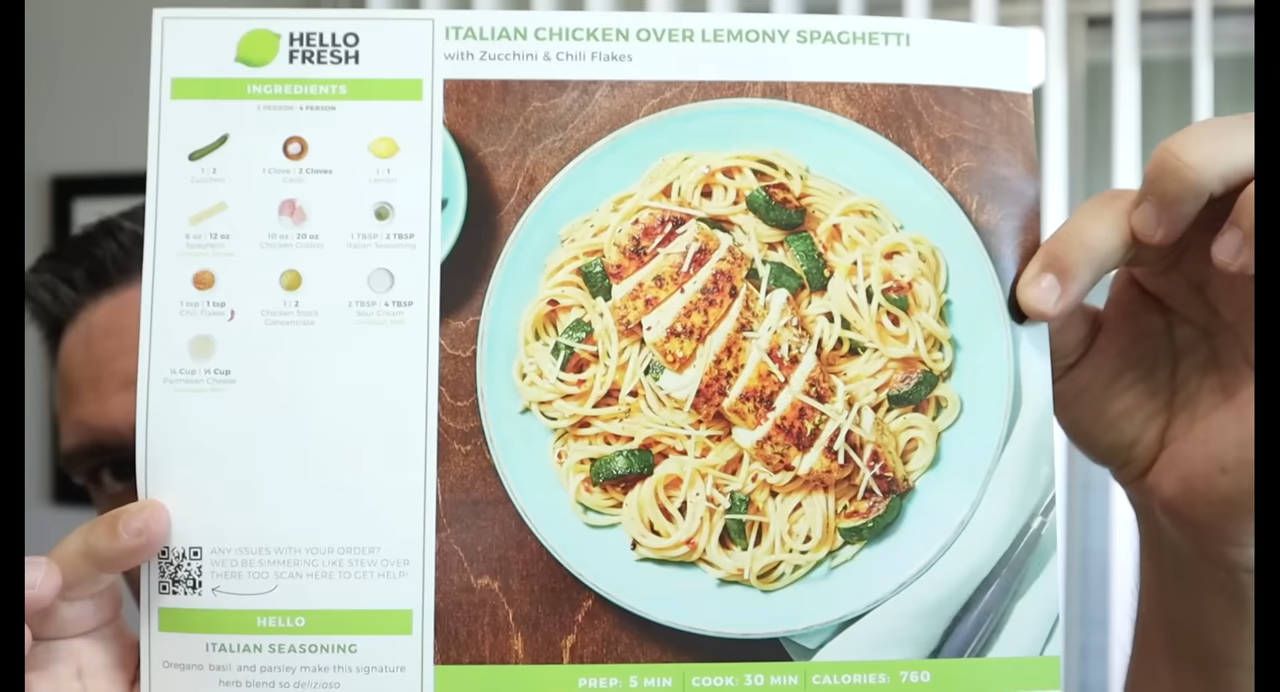 HELLO
FRESH
ITALIAN CHICKEN OVER LEMONY SPAGHETTI
with Zucchini & Chili Flakes
INGREDIENTS
2 PERSON | 4 PERSON
1 | 2
Zucchini
1 Clove | 2 Cloves
Garlic
1 | 1
Lemon
6 oz | 12 oz
Spaghetti
10 oz | 20 oz
Chicken Cutlets
1 TBSP | 2 TBSP
Italian Seasoning
1 tsp | 1 tsp
Chili Flakes
1 | 2
Chicken Stock
Concentrate
2 TBSP | 4 TBSP
Sour Cream
¼ Cup | ½ Cup
Parmesan Cheese
ANY ISSUES WITH YOUR ORDER?
WE'D BE SIMMERING LIKE STEW OVER
THERE TOO. SCAN HERE TO GET HELP!
HELLO
ITALIAN SEASONING
Oregano, basil, and parsley make this signature
herb blend so delizioso.
PREP: 5 MIN | COOK: 30 MIN | CALORIES: 760